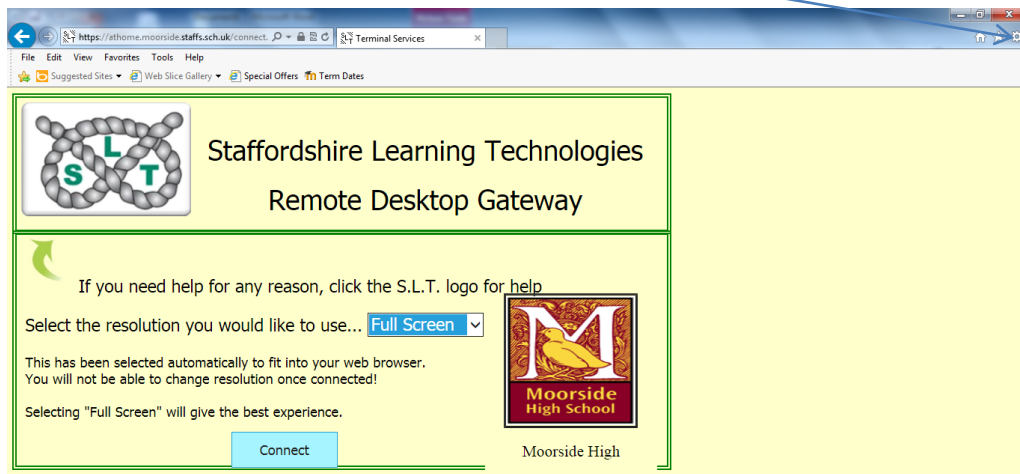 https://athome.moorside.staffs.sch.uk/connect.
Terminal Services
File Edit View Favorites Tools Help
Suggested Sites Web Slice Gallery Special Offers Term Dates
S L T
Staffordshire Learning Technologies
Remote Desktop Gateway
If you need help for any reason, click the S.L.T. logo for help
Select the resolution you would like to use... Full Screen
This has been selected automatically to fit into your web browser.
You will not be able to change resolution once connected!
Selecting "Full Screen" will give the best experience.
Connect
M
Moorside
High School
Moorside High